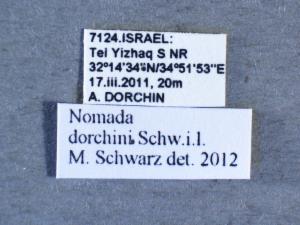 7124.ISRAEL:
Tel Yizhaq S NR
32°14'34"N/34°51'53"E
17.iii.2011, 20m
A. DORCHIN
Nomada
dorchini Schw.i.l.
M. Schwarz det. 2012